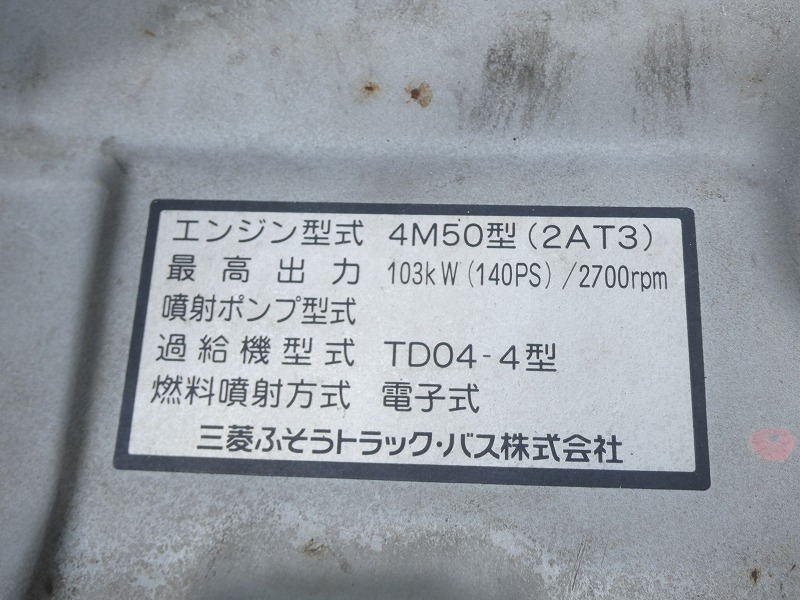 エンジン型式 4M50型(2AT3)
最高出力 103kW(140PS)/2700rpm
噴射ポンプ型式
過給機型式 TD04-4型
燃料噴射方式 電子式
三菱ふそうトラック・バス株式会社